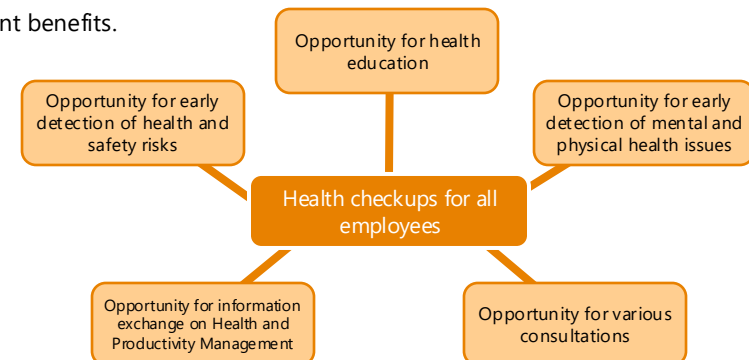 nt benefits.
Opportunity for health
education
Opportunity for early
detection of health and
safety risks
Opportunity for early
detection of mental and
physical health issues
Health checkups for all
employees
Opportunity for information
exchange on Health and
Productivity Management
Opportunity for various
consultations